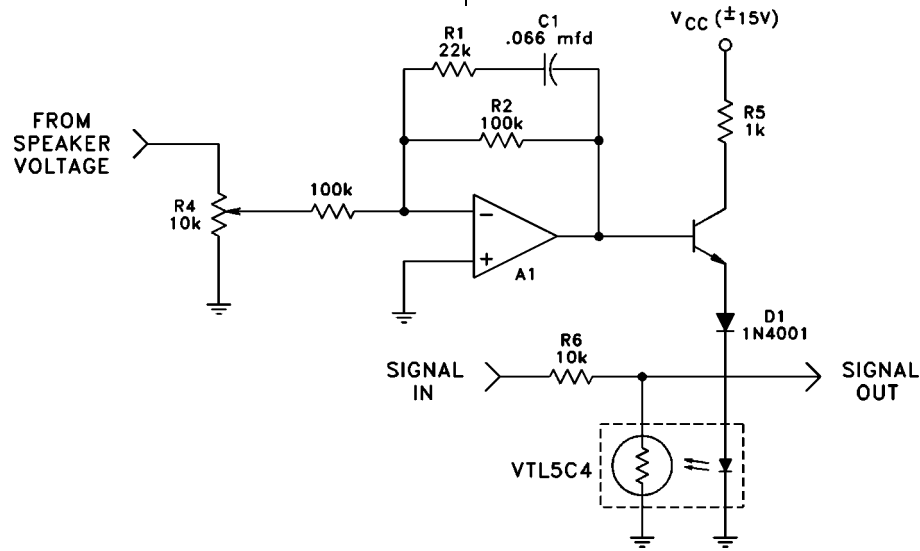 C1
.066 mfd
R1
22k
VCC (±15V)
R2
100k
R5
1k
FROM
SPEAKER
VOLTAGE
R4
10k
100k
−
+
A1
D1
1N4001
SIGNAL
IN
R6
10k
SIGNAL
OUT
VTL5C4